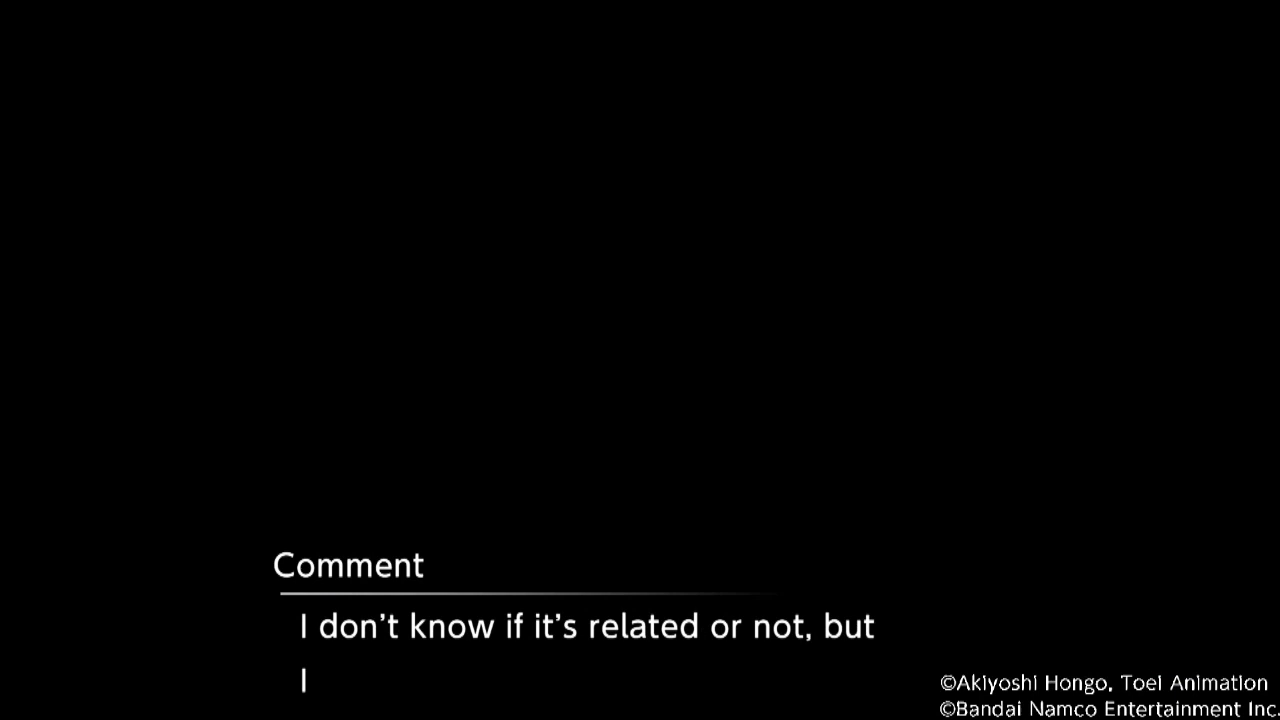 Comment
I don't know if it's related or not, but
I
©Akiyoshi Hongo, Toei Animation
©Bandai Namco Entertainment Inc.